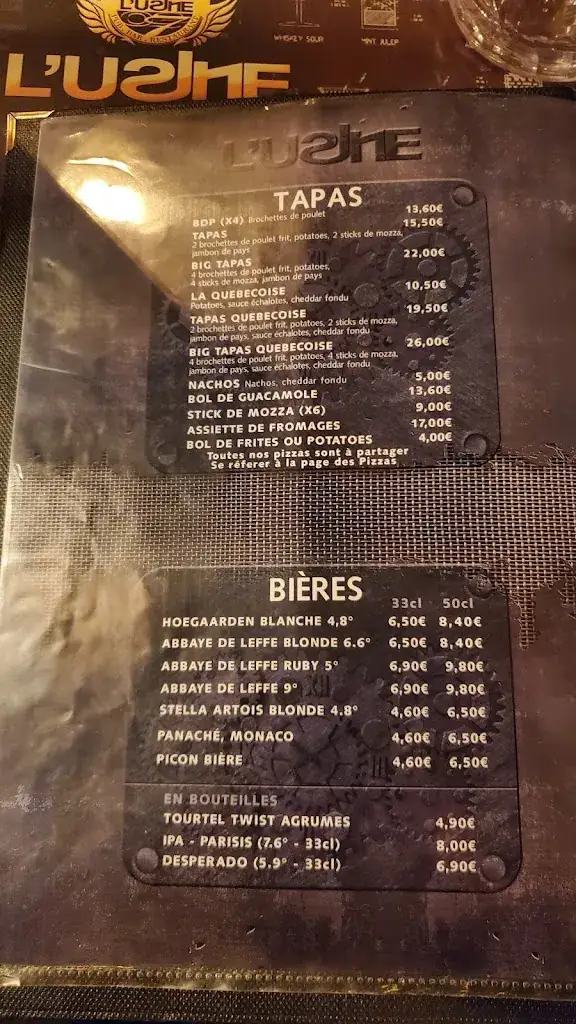 L'USINE
PUB - BAR - RESTAURANT
WHISKEY SOUR
MINT JULEP
L'USINE
L'USINE
TAPAS
BDP (X4) Brochettes de poulet 13,60€
TAPAS 15,50€
2 brochettes de poulet frit, potatoes, 2 sticks de mozza,
jambon de pays
BIG TAPAS 22,00€
4 brochettes de poulet frit, potatoes,
4 sticks de mozza, jambon de pays
LA QUEBECOISE 10,50€
Potatoes, sauce échalotes, cheddar fondu
TAPAS QUEBECOISE 19,50€
2 brochettes de poulet frit, potatoes, 2 sticks de mozza,
jambon de pays, sauce échalotes, cheddar fondu
BIG TAPAS QUEBECOISE 26,00€
4 brochettes de poulet frit, potatoes, 4 sticks de mozza,
jambon de pays, sauce échalotes, cheddar fondu
NACHOS Nachos, cheddar fondu 5,00€
BOL DE GUACAMOLE 13,60€
STICK DE MOZZA (X6) 9,00€
ASSIETTE DE FROMAGES 17,00€
BOL DE FRITES OU POTATOES 4,00€
Toutes nos pizzas sont à partager
Se réferer à la page des Pizzas
BIÈRES
33cl 50cl
HOEGAARDEN BLANCHE 4,8° 6,50€ 8,40€
ABBAYE DE LEFFE BLONDE 6.6° 6,50€ 8,40€
ABBAYE DE LEFFE RUBY 5° 6,90€ 9,80€
ABBAYE DE LEFFE 9° 6,90€ 9,80€
STELLA ARTOIS BLONDE 4.8° 4,60€ 6,50€
PANACHÉ, MONACO 4,60€ 6,50€
PICON BIÈRE 4,60€ 6,50€
EN BOUTEILLES
TOURTEL TWIST AGRUMES 4,90€
IPA - PARISIS (7.6° - 33cl) 8,00€
DESPERADO (5.9° - 33cl) 6,90€